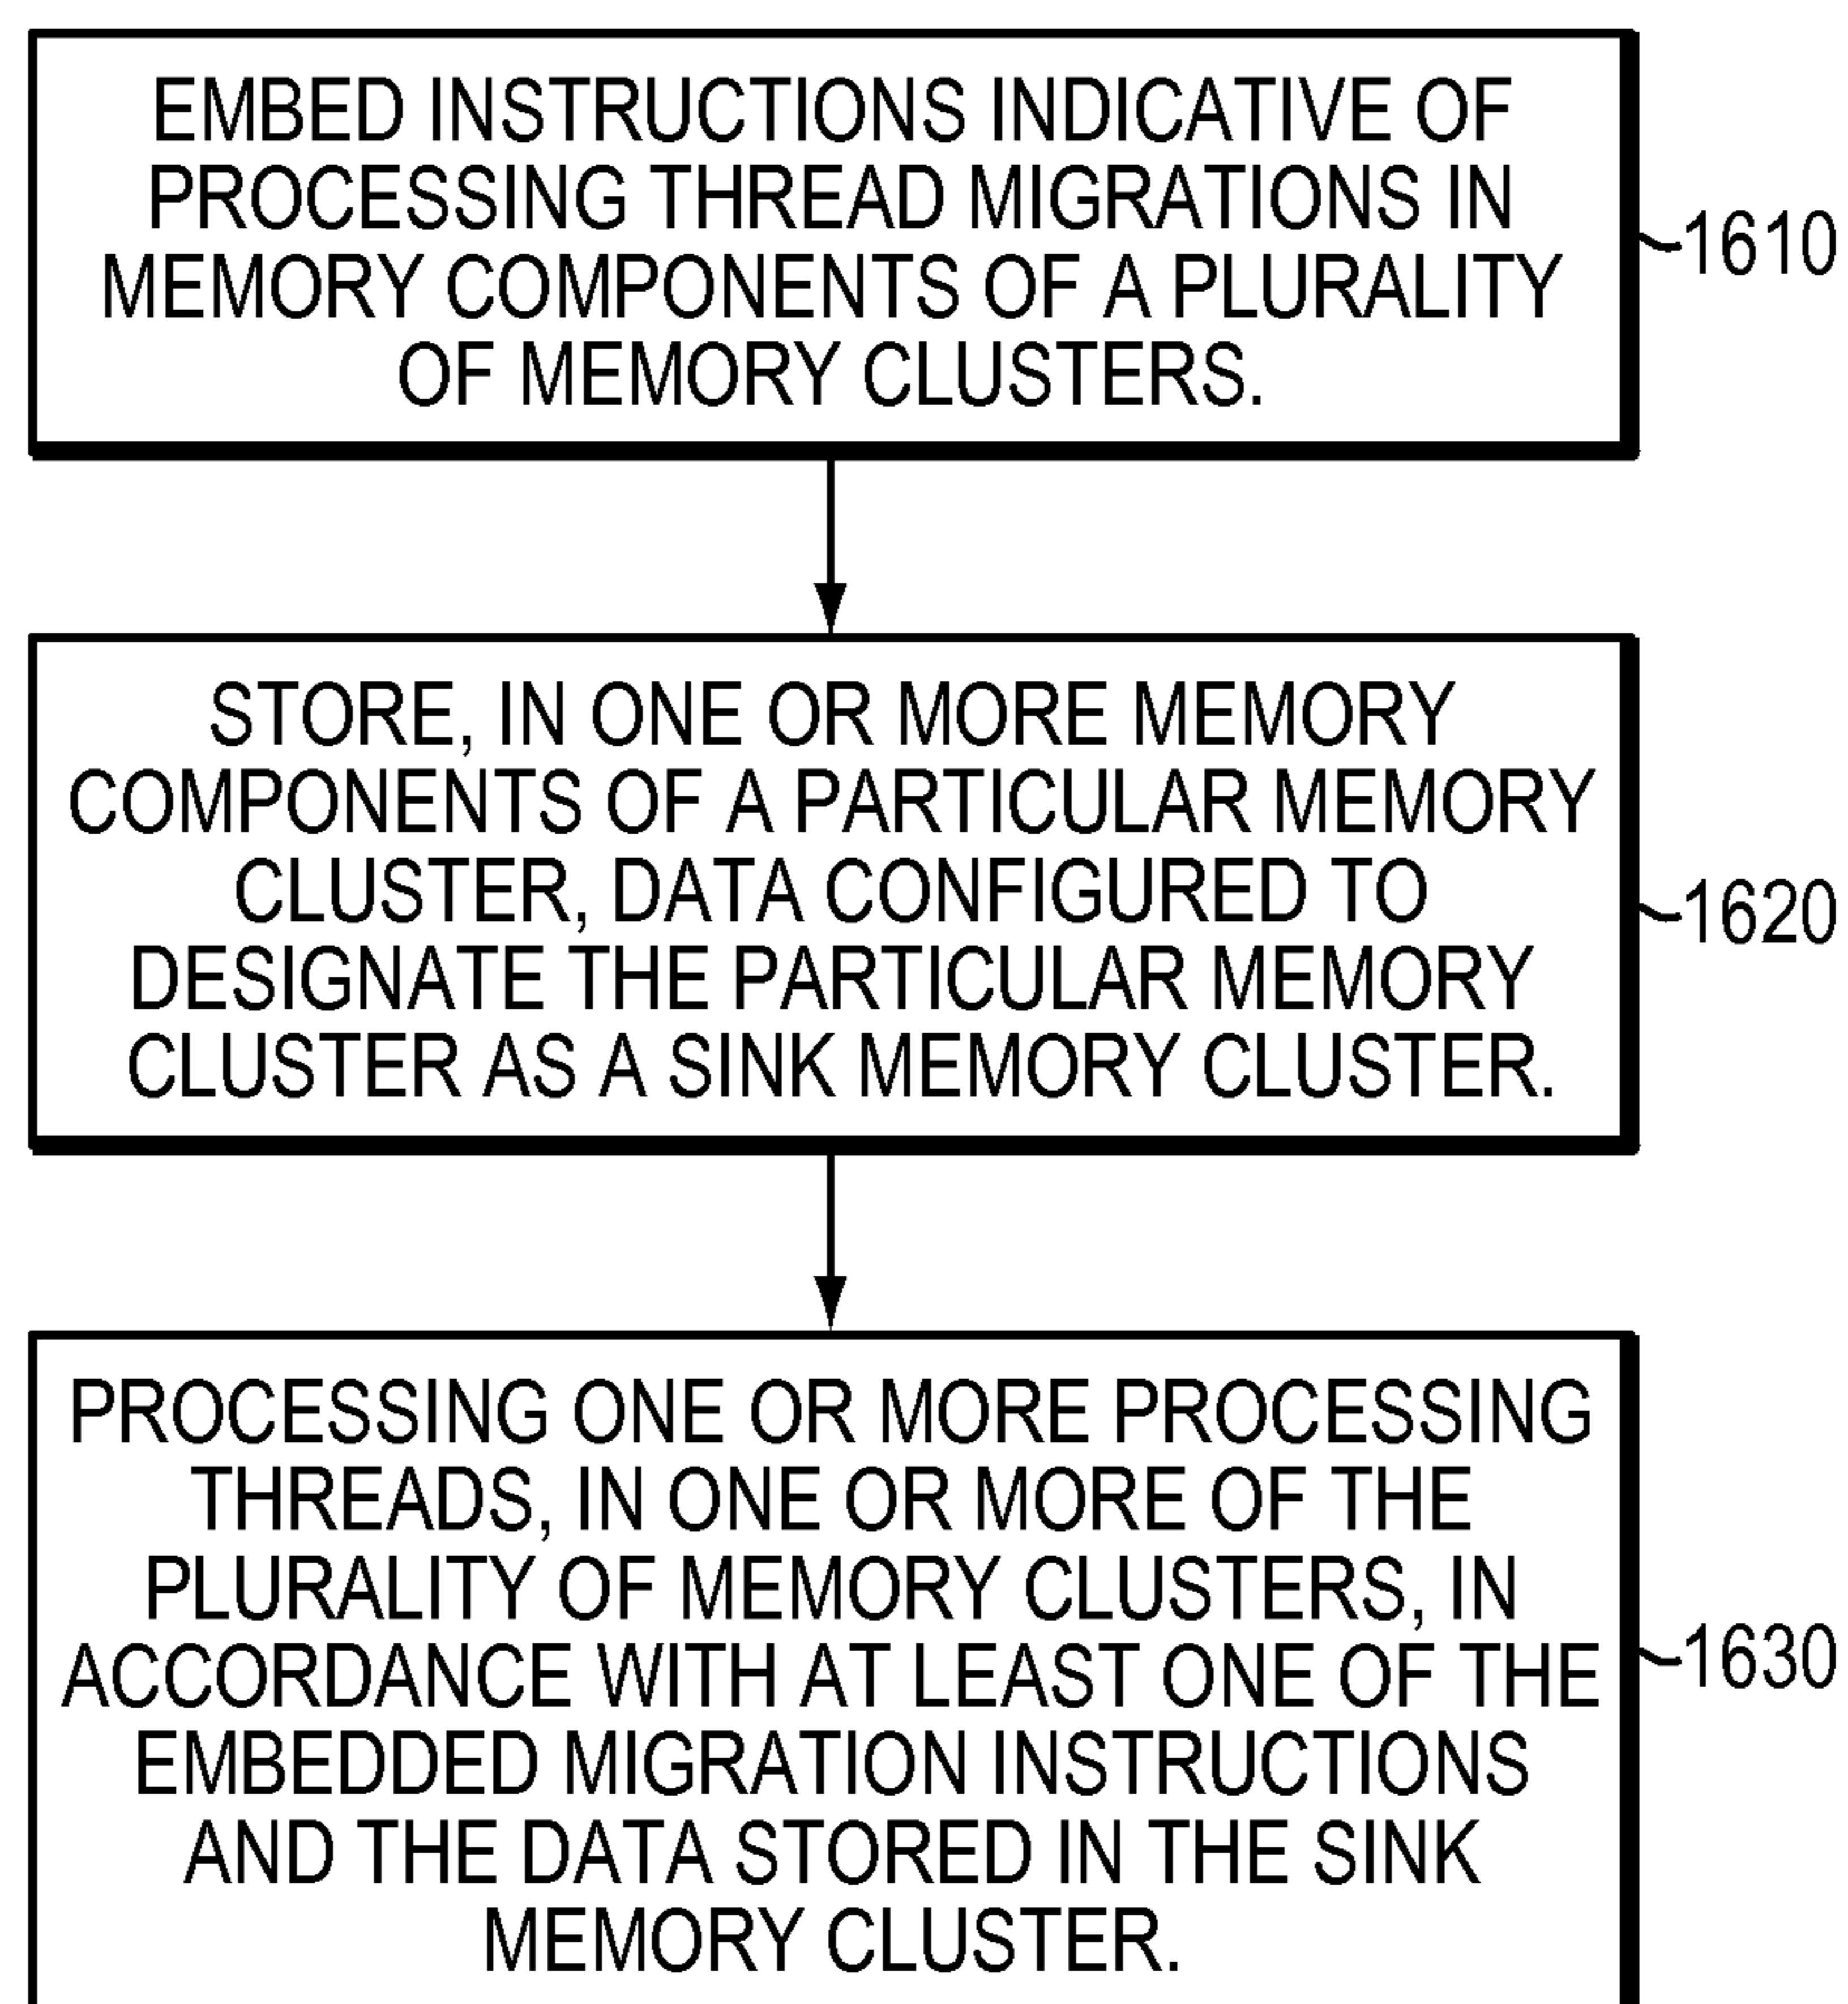 EMBED INSTRUCTIONS INDICATIVE OF
PROCESSING THREAD MIGRATIONS IN
MEMORY COMPONENTS OF A PLURALITY
OF MEMORY CLUSTERS.
1610
STORE, IN ONE OR MORE MEMORY
COMPONENTS OF A PARTICULAR MEMORY
CLUSTER, DATA CONFIGURED TO
DESIGNATE THE PARTICULAR MEMORY
CLUSTER AS A SINK MEMORY CLUSTER.
1620
PROCESSING ONE OR MORE PROCESSING
THREADS, IN ONE OR MORE OF THE
PLURALITY OF MEMORY CLUSTERS, IN
ACCORDANCE WITH AT LEAST ONE OF THE
EMBEDDED MIGRATION INSTRUCTIONS
AND THE DATA STORED IN THE SINK
MEMORY CLUSTER.
1630